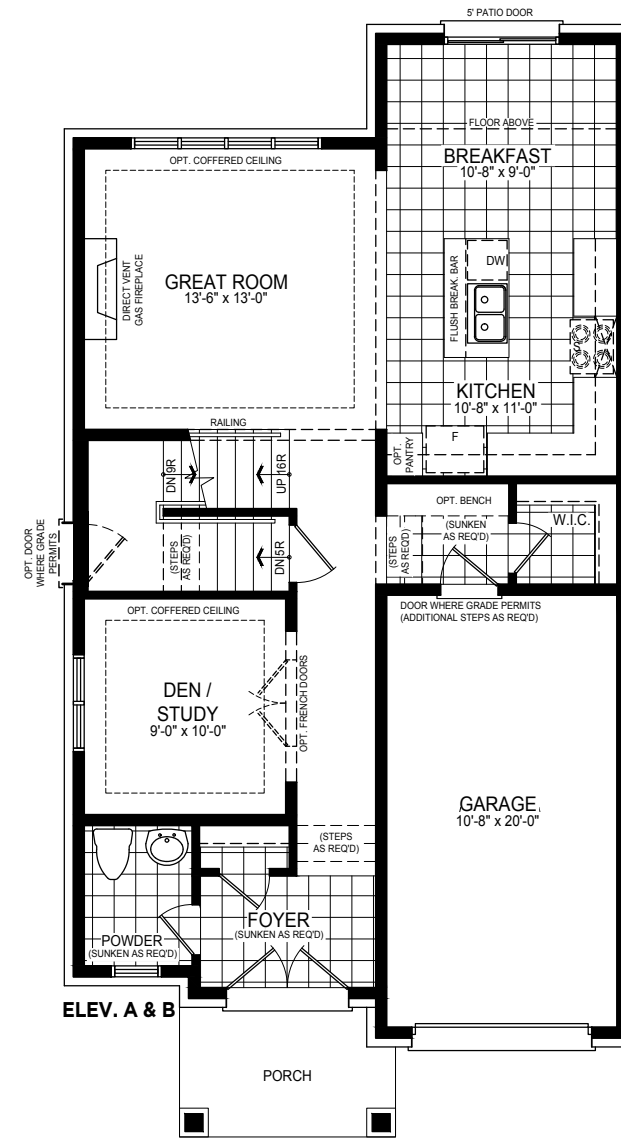 5' PATIO DOOR
FLOOR ABOVE
BREAKFAST
10'-8" x 9'-0"
OPT. COFFERED CEILING
GREAT ROOM
13'-6" x 13'-0"
DIRECT VENT
GAS FIREPLACE
FLUSH BREAK. BAR
DW
S
KITCHEN
10'-8" x 11'-0"
RAILING
OPT.
PANTRY
F
DN 9R
UP 16R
OPT. BENCH
(SUNKEN
AS REQ'D)
W.I.C.
(STEPS
AS REQ'D)
OPT. DOOR
WHERE GRADE
PERMITS
(STEPS
AS REQ'D)
DN 5R
DOOR WHERE GRADE PERMITS
(ADDITIONAL STEPS AS REQ'D)
OPT. COFFERED CEILING
DEN /
STUDY
9'-0" x 10'-0"
OPT. FRENCH DOORS
GARAGE
10'-8" x 20'-0"
(STEPS
AS REQ'D)
FOYER
(SUNKEN AS REQ'D)
POWDER
(SUNKEN AS REQ'D)
ELEV. A & B
PORCH